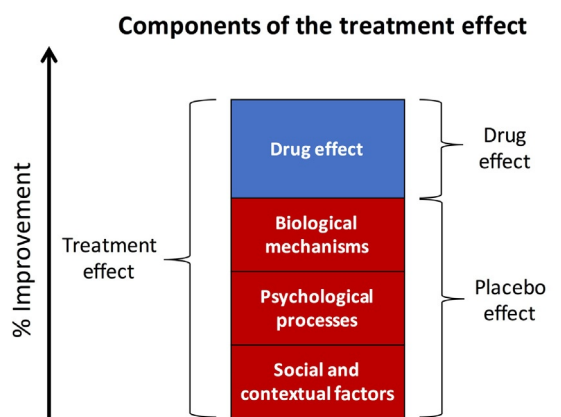 Components of the treatment effect
% Improvement
Treatment
effect
Drug effect
Biological
mechanisms
Psychological
processes
Social and
contextual factors
Drug
effect
Placebo
effect